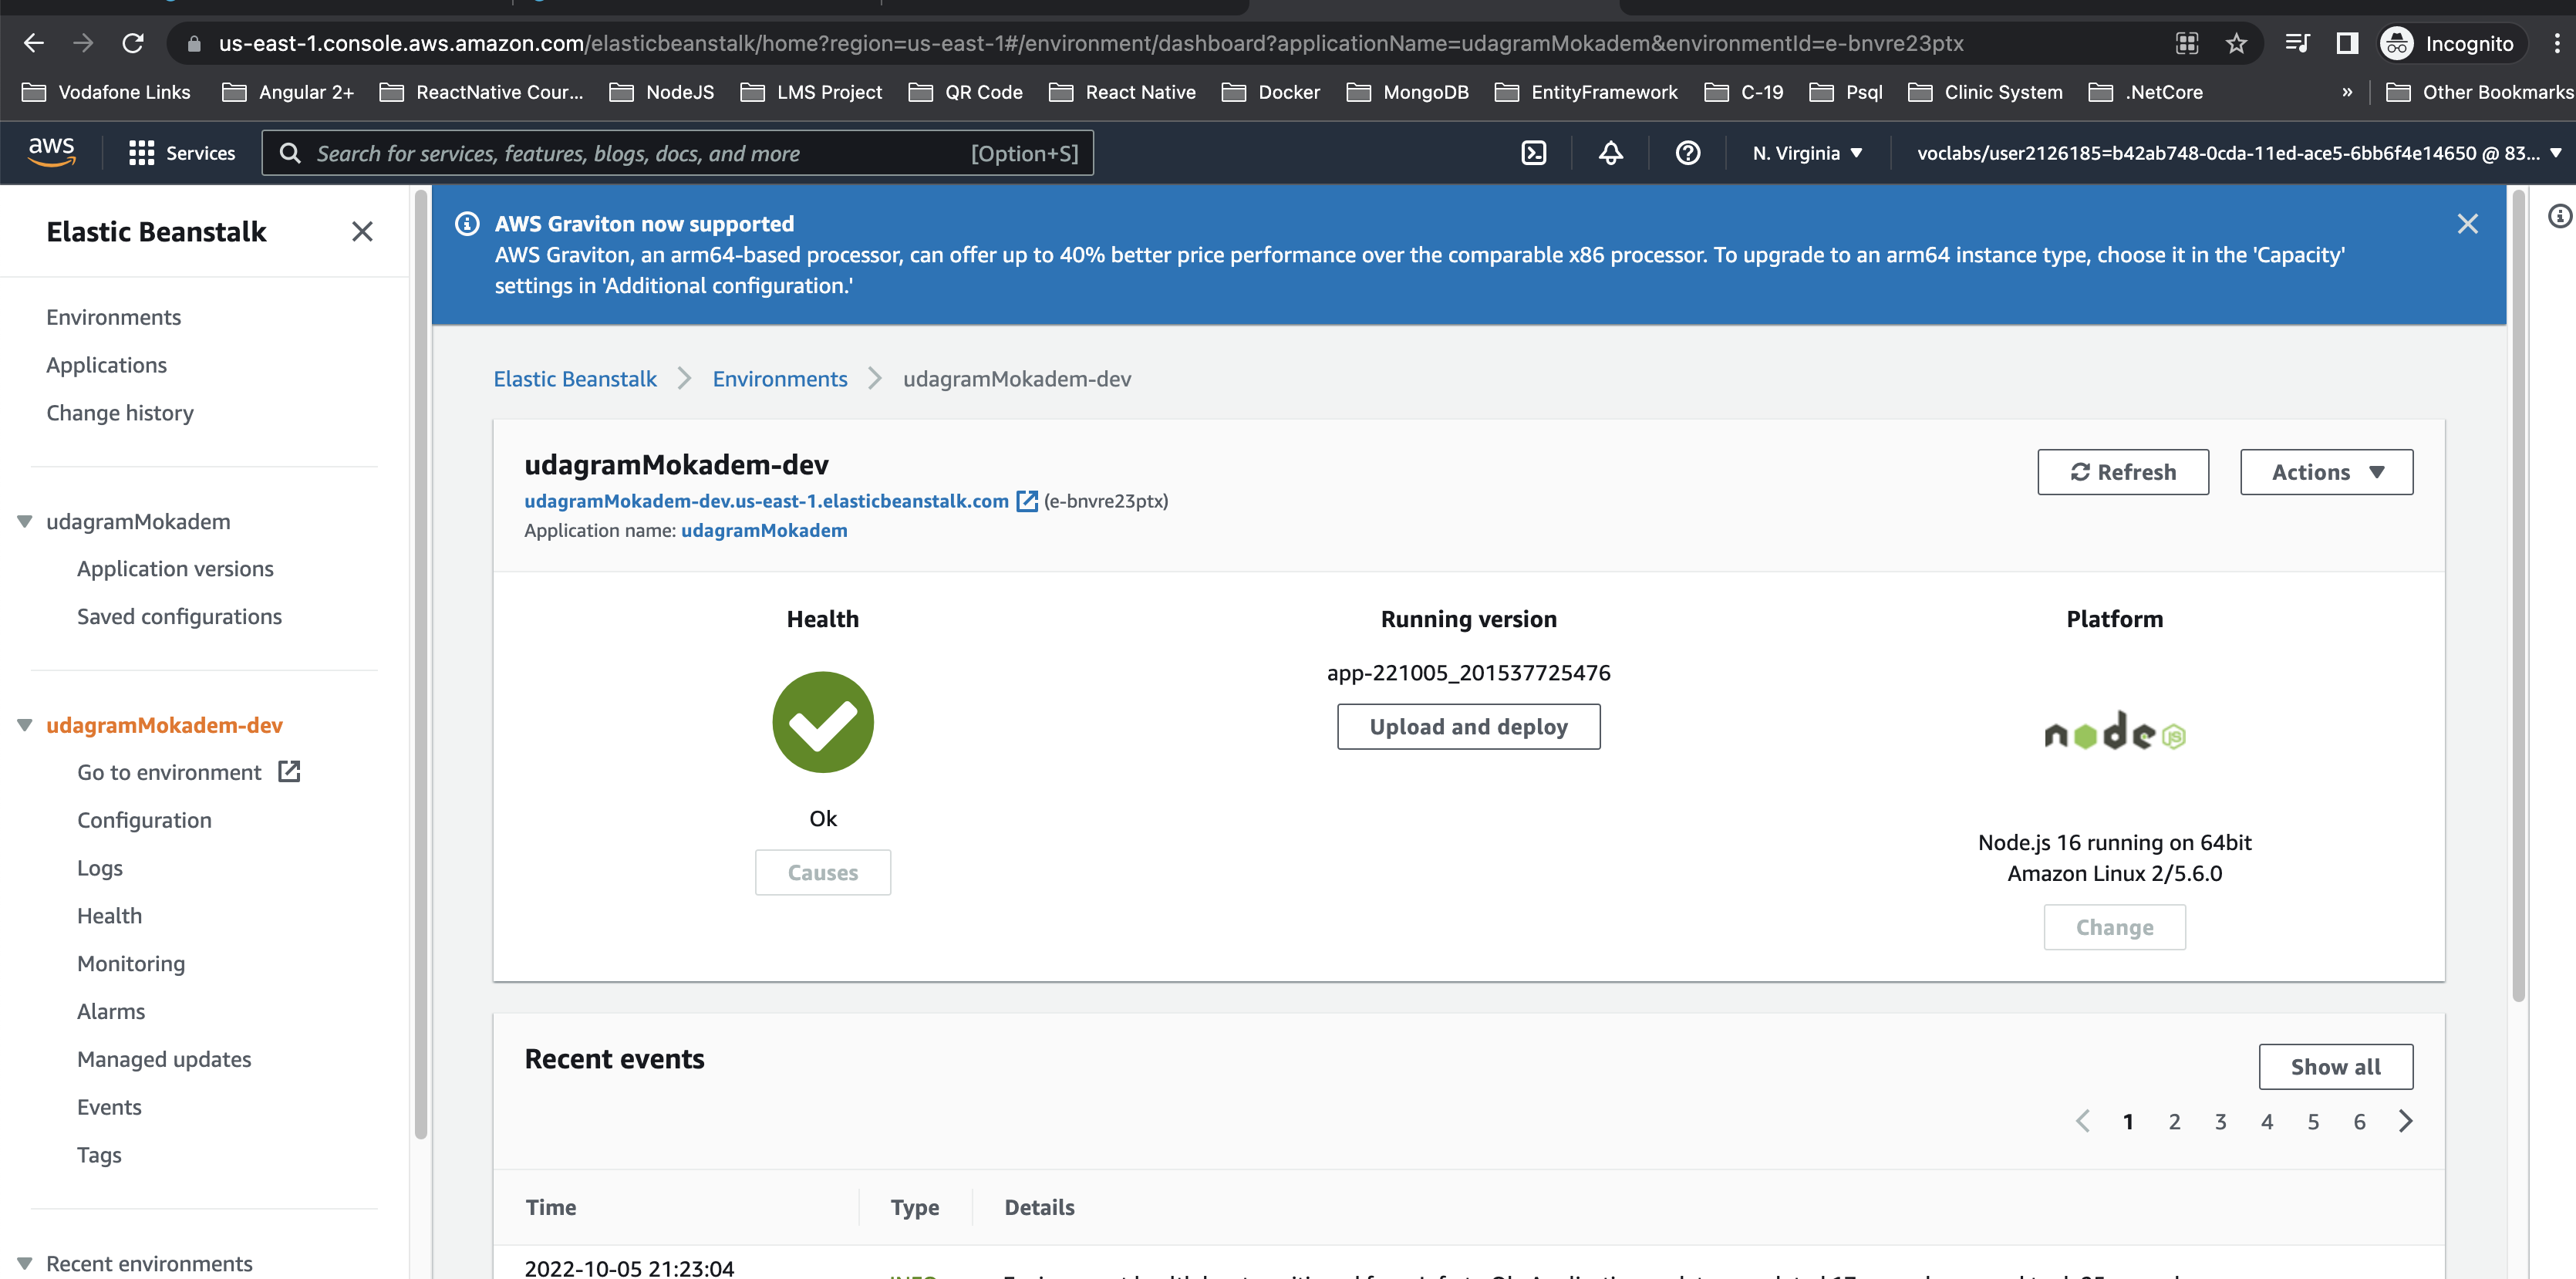 us-east-1.console.aws.amazon.com/elasticbeanstalk/home?region=us-east-1#/environment/dashboard?applicationName=udagramMokadem&environmentId=e-bnvre23ptx
Incognito
Vodafone Links Angular 2+ ReactNative Cour... NodeJS LMS Project QR Code React Native Docker MongoDB EntityFramework C-19 Psql Clinic System .NetCore » Other Bookmarks
aws Services Search for services, features, blogs, docs, and more [Option+S] N. Virginia voclabs/user2126185=b42ab748-0cda-11ed-ace5-6bb6f4e14650 @ 83...
Elastic Beanstalk
Environments
Applications
Change history
udagramMokadem
Application versions
Saved configurations
udagramMokadem-dev
Go to environment
Configuration
Logs
Health
Monitoring
Alarms
Managed updates
Events
Tags
Recent environments
AWS Graviton now supported
AWS Graviton, an arm64-based processor, can offer up to 40% better price performance over the comparable x86 processor. To upgrade to an arm64 instance type, choose it in the 'Capacity'
settings in 'Additional configuration.'
Elastic Beanstalk Environments udagramMokadem-dev
udagramMokadem-dev
udagramMokadem-dev.us-east-1.elasticbeanstalk.com (e-bnvre23ptx)
Application name: udagramMokadem
Refresh Actions
Health
Ok
Causes
Running version
app-221005_201537725476
Upload and deploy
Platform
node JS
Node.js 16 running on 64bit
Amazon Linux 2/5.6.0
Change
Recent events
Show all
1 2 3 4 5 6
Time Type Details
2022-10-05 21:23:04